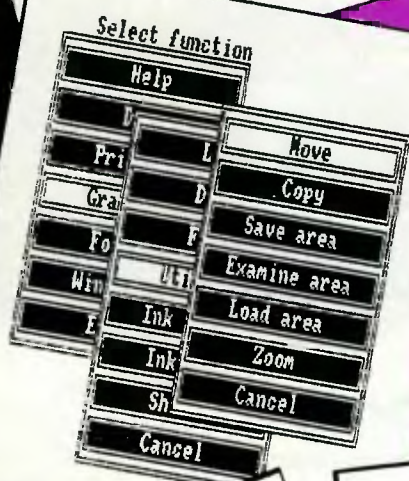 Select function
Help
D
Pri
Gra
Fo
Win
E
L
D
F
Uti
Ink
Ink
Sh
Cancel
Move
Copy
Save area
Examine area
Load area
Zoom
Cancel